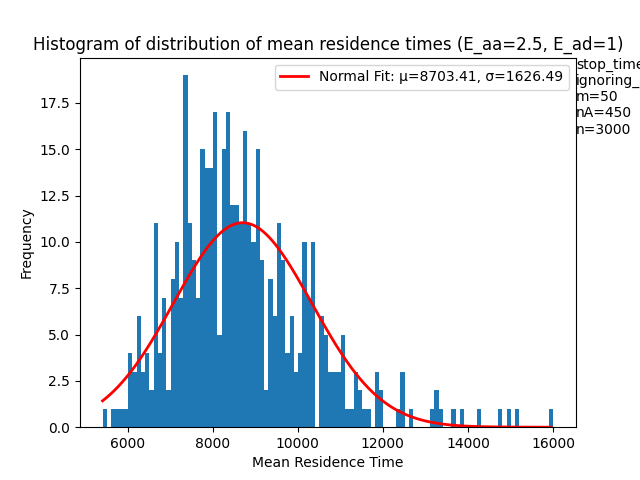 Histogram of distribution of mean residence times (E_aa=2.5, E_ad=1)
Normal Fit: μ=8703.41, σ=1626.49
stop_time
ignoring_
m=50
nA=450
n=3000
Frequency
17.5
15.0
12.5
10.0
7.5
5.0
2.5
0.0
6000 8000 10000 12000 14000 16000
Mean Residence Time